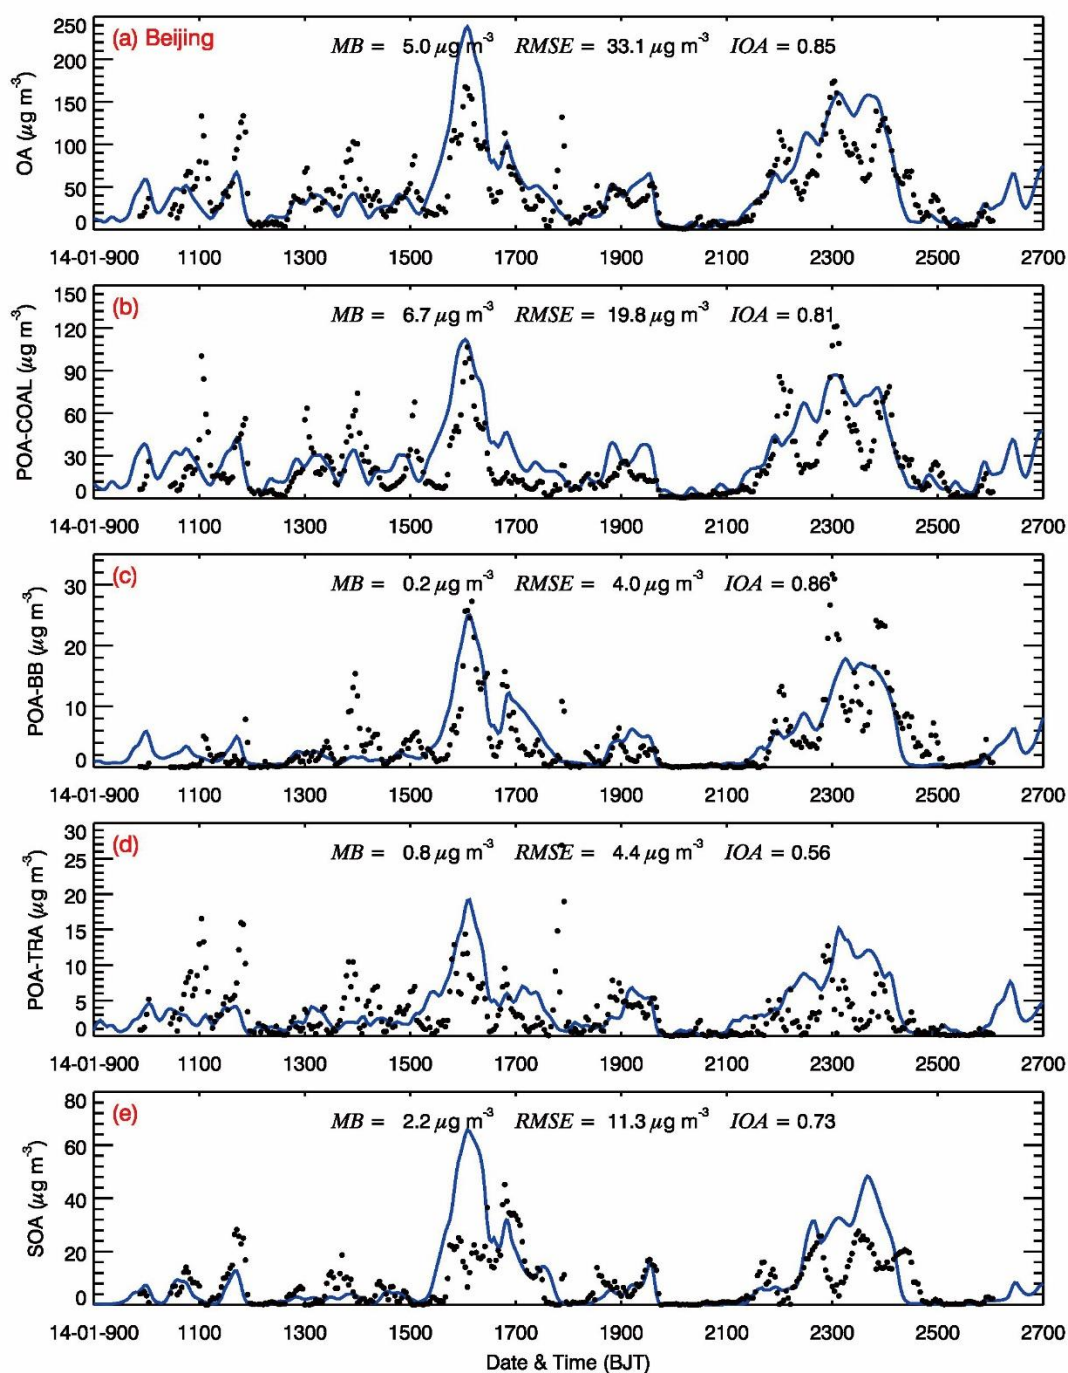 (a) Beijing
MB = 5.0 µg m-3 RMSE = 33.1 µg m-3 IOA = 0.85
OA (µg m-3)
250
200
150
100
50
0
14-01-900 1100 1300 1500 1700 1900 2100 2300 2500 2700
(b)
MB = 6.7 µg m-3 RMSE = 19.8 µg m-3 IOA = 0.81
POA-COAL (µg m-3)
150
120
90
60
30
0
14-01-900 1100 1300 1500 1700 1900 2100 2300 2500 2700
(c)
MB = 0.2 µg m-3 RMSE = 4.0 µg m-3 IOA = 0.86
POA-BB (µg m-3)
30
20
10
0
14-01-900 1100 1300 1500 1700 1900 2100 2300 2500 2700
(d)
MB = 0.8 µg m-3 RMSE = 4.4 µg m-3 IOA = 0.56
POA-TRA (µg m-3)
30
25
20
15
10
5
0
14-01-900 1100 1300 1500 1700 1900 2100 2300 2500 2700
(e)
MB = 2.2 µg m-3 RMSE = 11.3 µg m-3 IOA = 0.73
SOA (µg m-3)
80
60
40
20
0
14-01-900 1100 1300 1500 1700 1900 2100 2300 2500 2700
Date & Time (BJT)